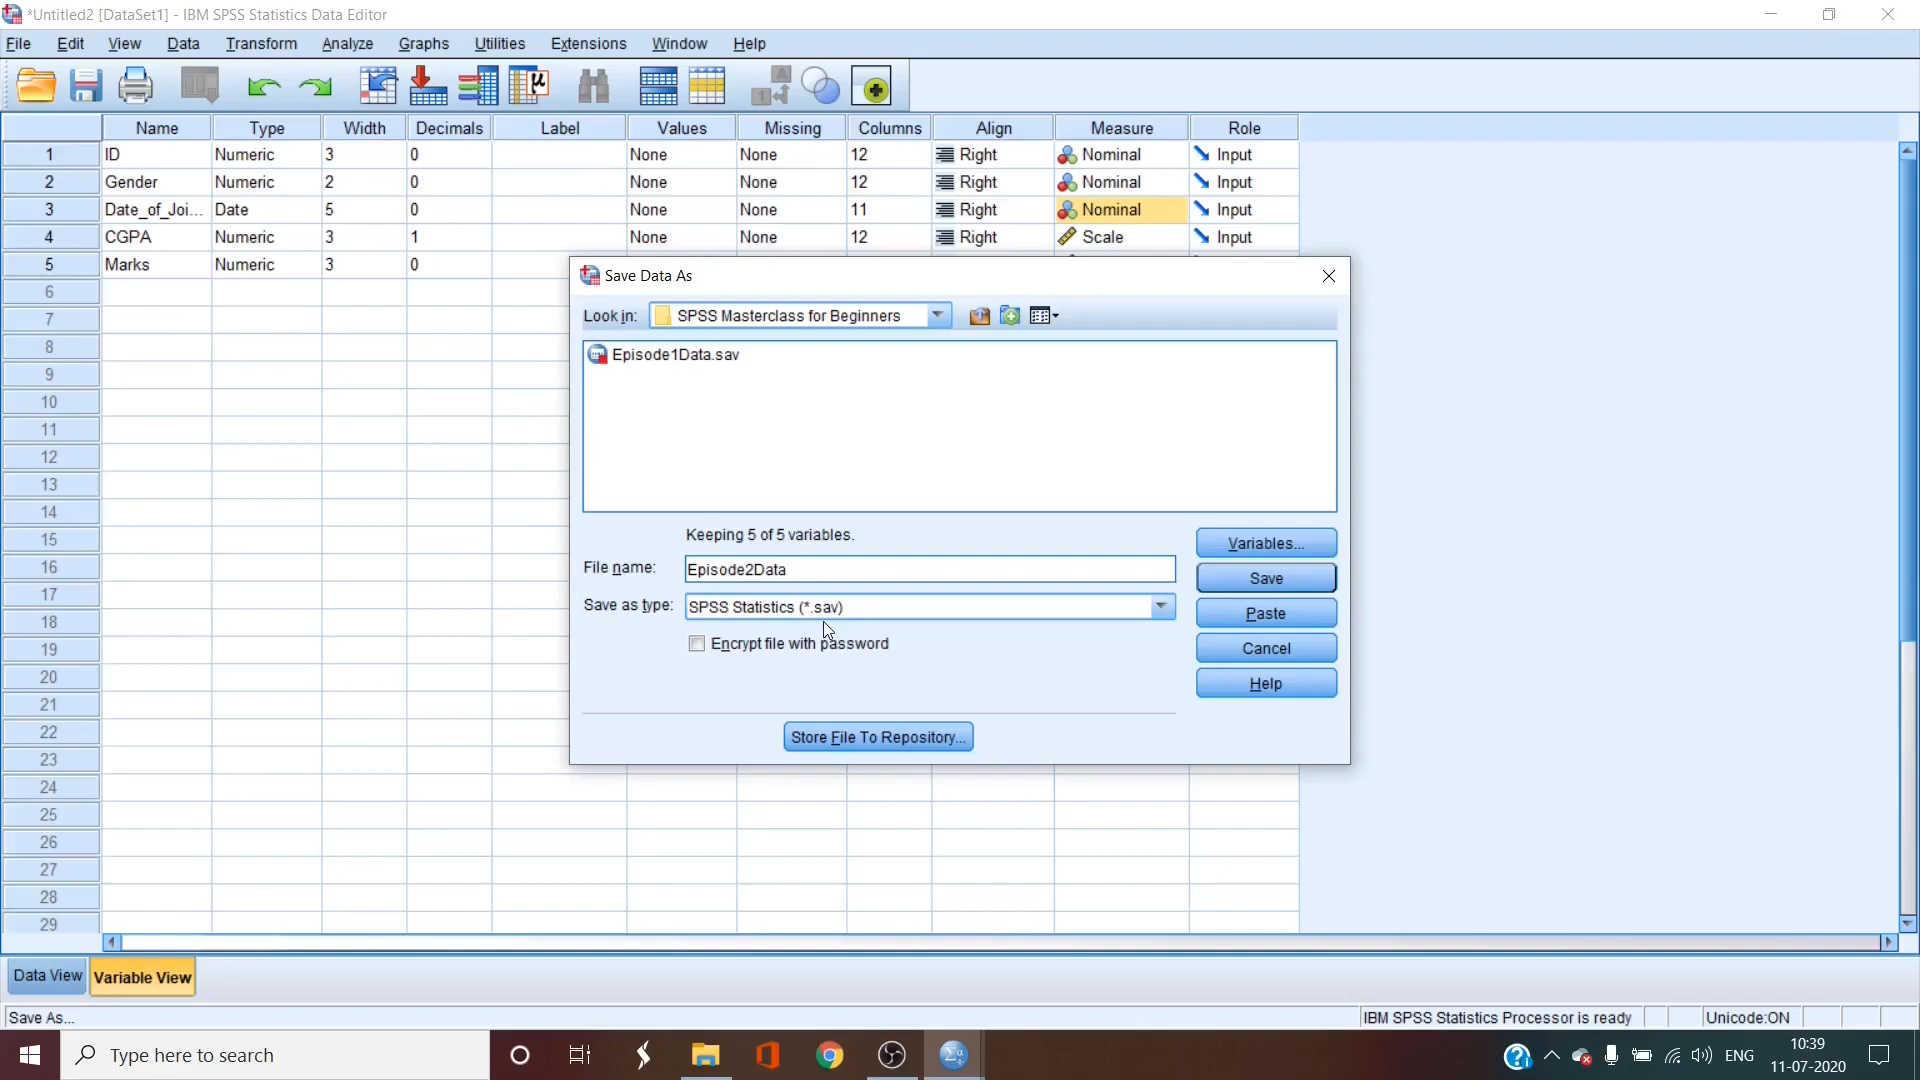 *Untitled2 [DataSet1] - IBM SPSS Statistics Data Editor
File Edit View Data Transform Analyze Graphs Utilities Extensions Window Help
Name Type Width Decimals Label Values Missing Columns Align Measure Role
1 ID Numeric 3 0 None None 12 Right Nominal Input
2 Gender Numeric 2 0 None None 12 Right Nominal Input
3 Date_of_Joi... Date 5 0 None None 11 Right Nominal Input
4 CGPA Numeric 3 1 None None 12 Right Scale Input
5 Marks Numeric 3 0
6
7
8
9
10
11
12
13
14
15
16
17
18
19
20
21
22
23
24
25
26
27
28
29
Save Data As
Look in: SPSS Masterclass for Beginners
Episode1Data.sav
Keeping 5 of 5 variables.
File name: Episode2Data
Save as type: SPSS Statistics (*.sav)
Encrypt file with password
Variables...
Save
Paste
Cancel
Help
Store File To Repository...
Data View Variable View
Save As... IBM SPSS Statistics Processor is ready Unicode:ON
Type here to search
ENG
10:39
11-07-2020